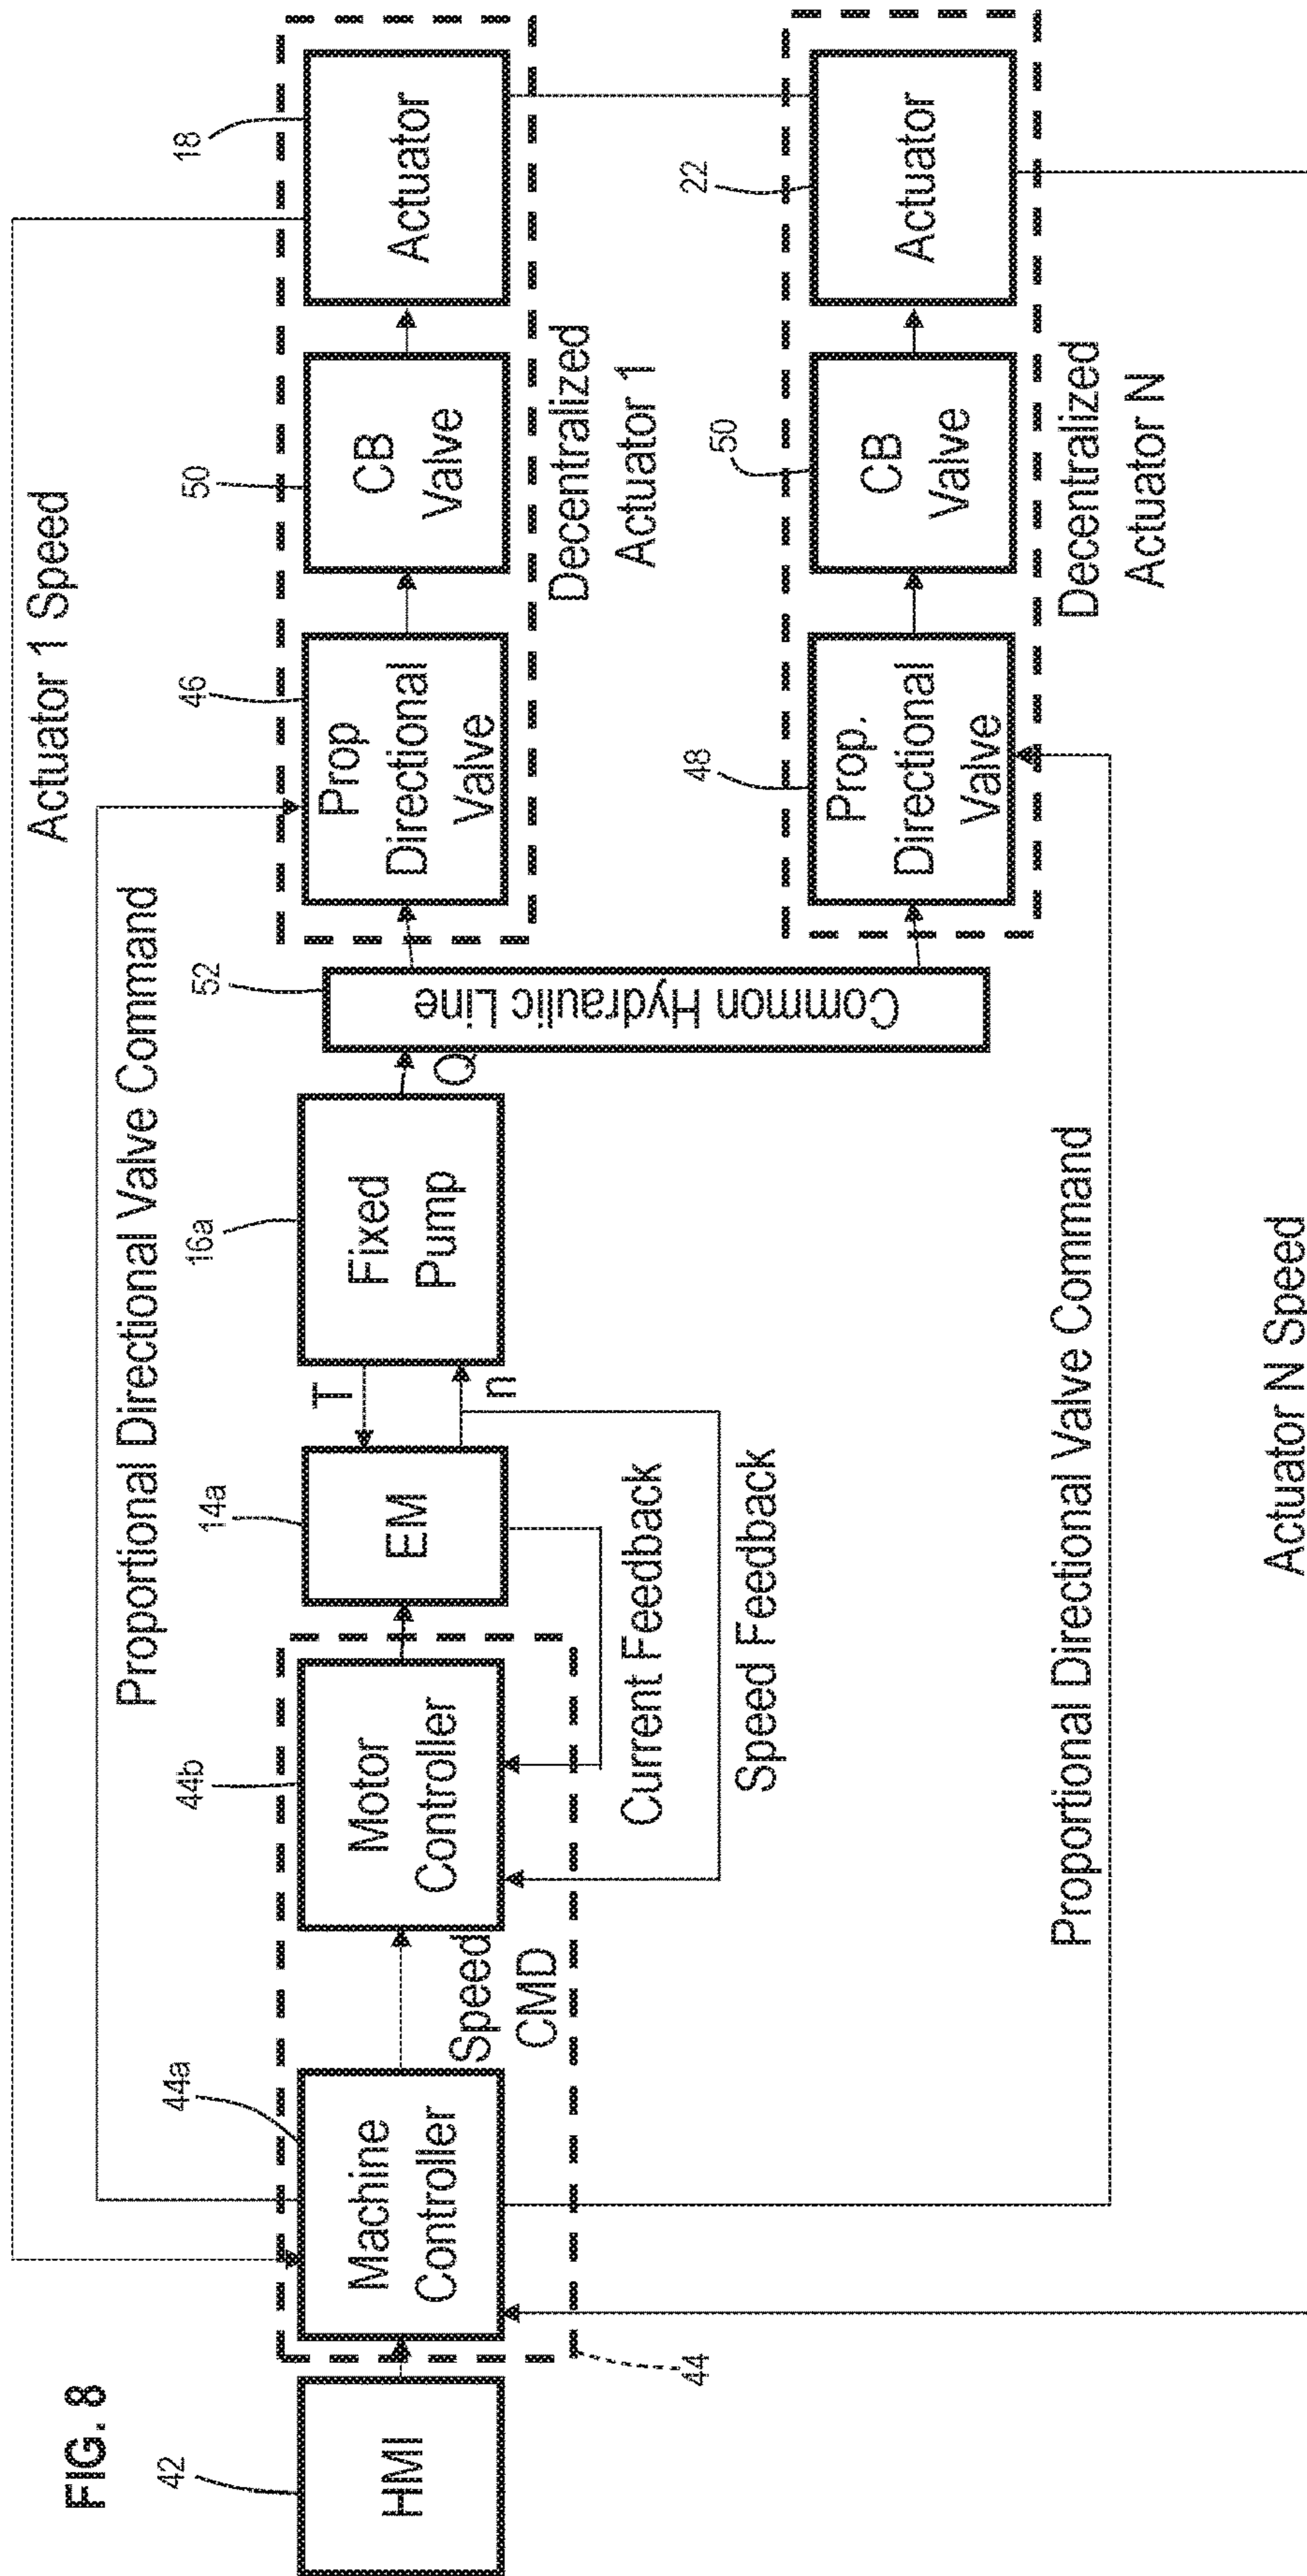 FIG. 8
Actuator 1 Speed
Proportional Directional Valve Command
42
HMI
44a
Machine
Controller
Speed
CMD
44b
Motor
Controller
44
14a
EM
T
n
Current Feedback
Speed Feedback
16a
Fixed
Pump
Q
52
Common Hydraulic Line
46
Prop
Directional
Valve
50
CB
Valve
18
Actuator
Decentralized
Actuator 1
48
Prop.
Directional
Valve
50
CB
Valve
22
Actuator
Decentralized
Actuator N
Proportional Directional Valve Command
Actuator N Speed